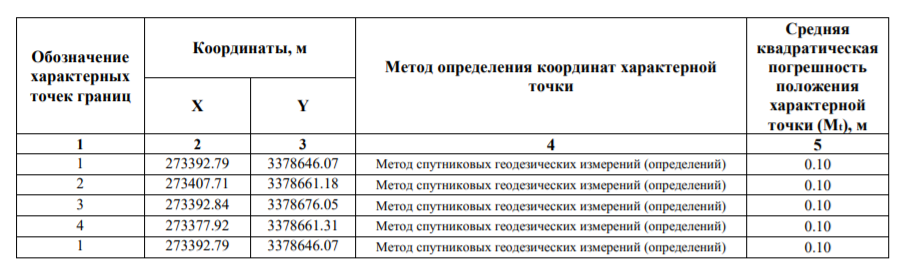 Обозначение характерных точек границ
Координаты, м
Метод определения координат характерной точки
Средняя квадратическая погрешность положения характерной точки (Mt), м
X Y
1 2 3 4 5
1 273392.79 3378646.07 Метод спутниковых геодезических измерений (определений) 0.10
2 273407.71 3378661.18 Метод спутниковых геодезических измерений (определений) 0.10
3 273392.84 3378676.05 Метод спутниковых геодезических измерений (определений) 0.10
4 273377.92 3378661.31 Метод спутниковых геодезических измерений (определений) 0.10
1 273392.79 3378646.07 Метод спутниковых геодезических измерений (определений) 0.10